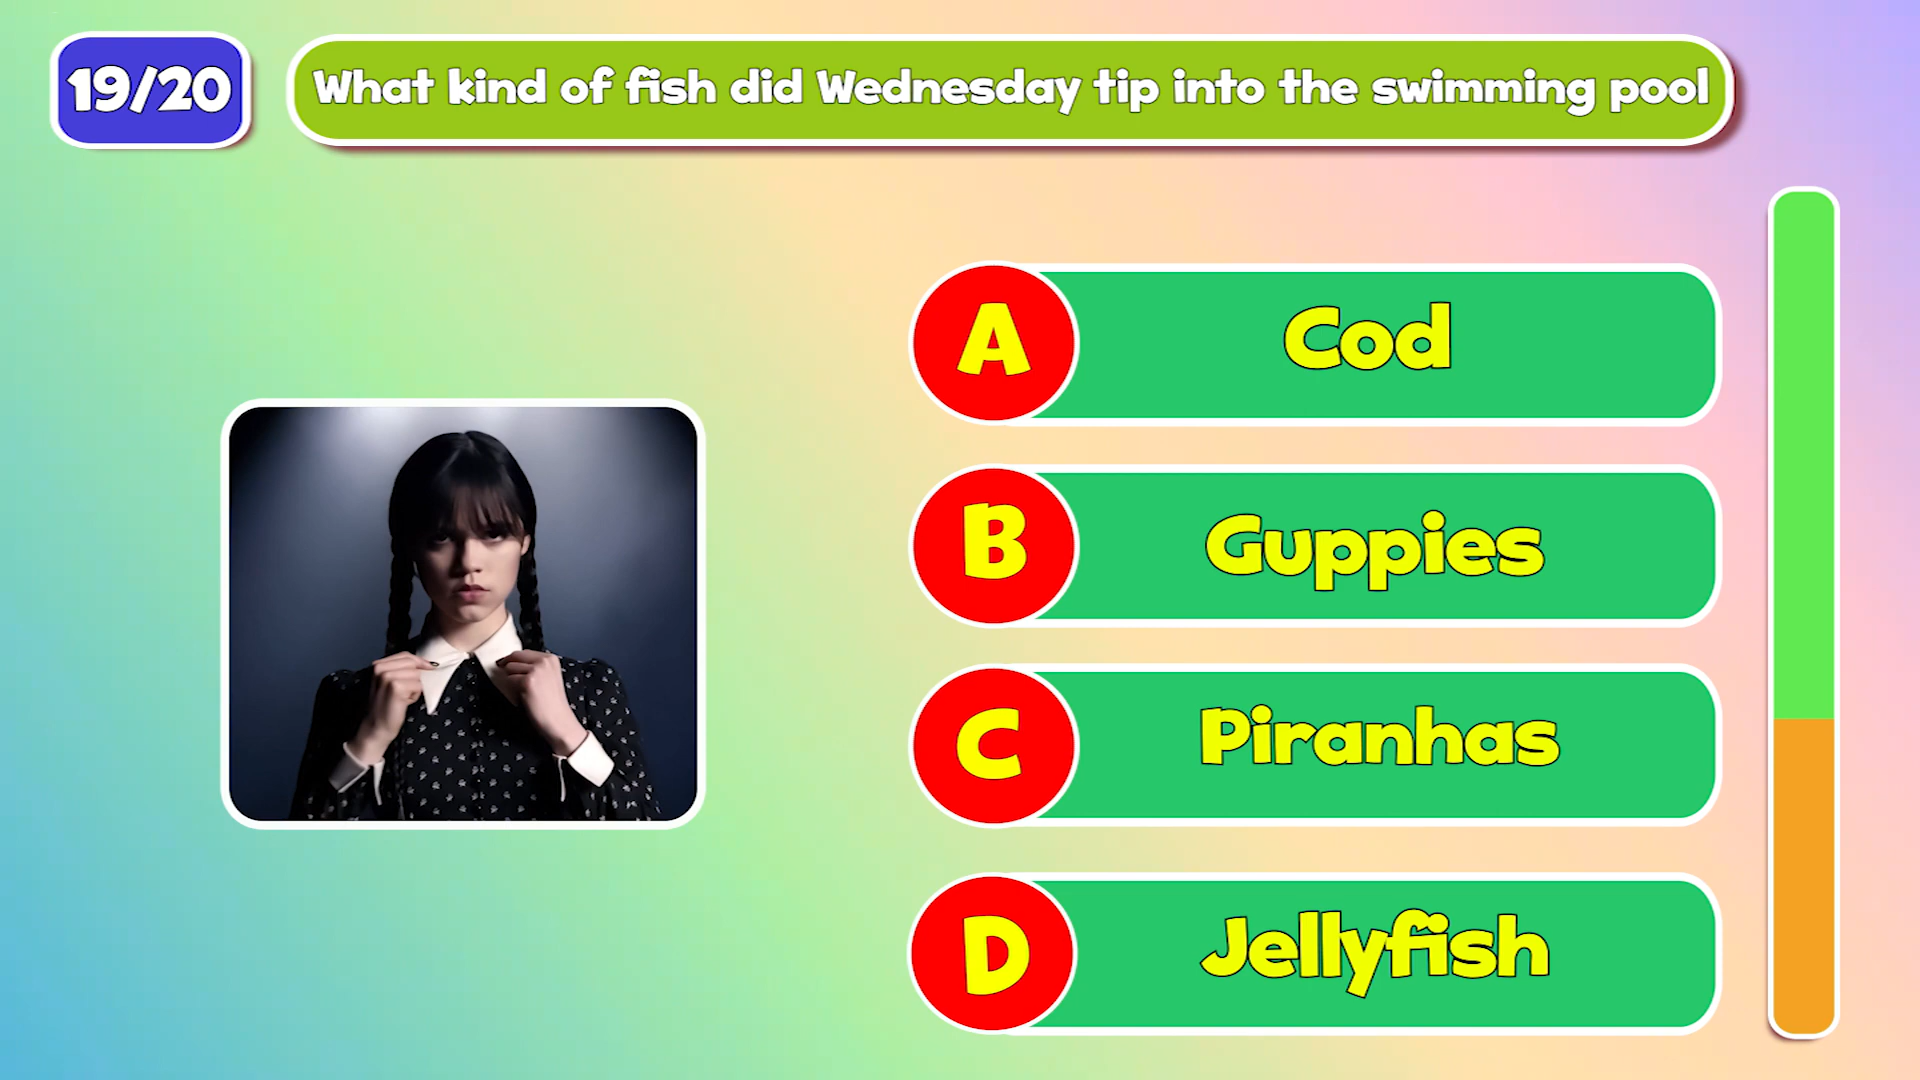 19/20
What kind of fish did Wednesday tip into the swimming pool
A
Cod
B
Guppies
C
Piranhas
D
Jellyfish